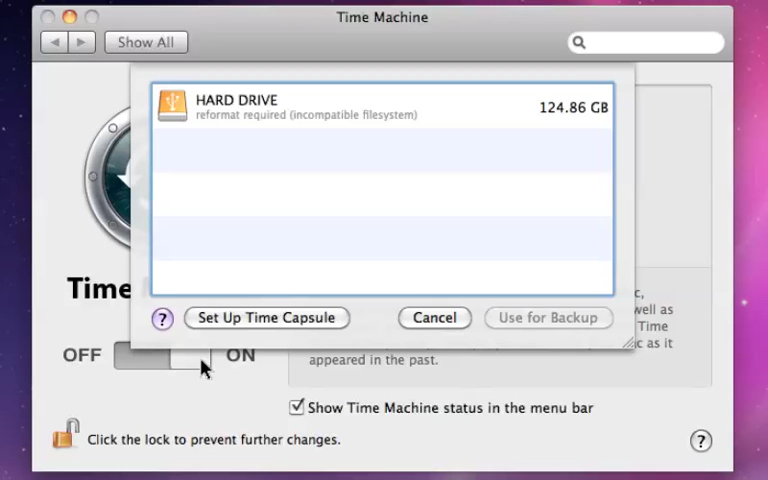 Time Machine
Show All
HARD DRIVE
reformat required (incompatible filesystem)
124.86 GB
Time
? Set Up Time Capsule Cancel Use for Backup
c,
well as
Time
c as it
OFF ON
appeared in the past.
Show Time Machine status in the menu bar
Click the lock to prevent further changes.
?